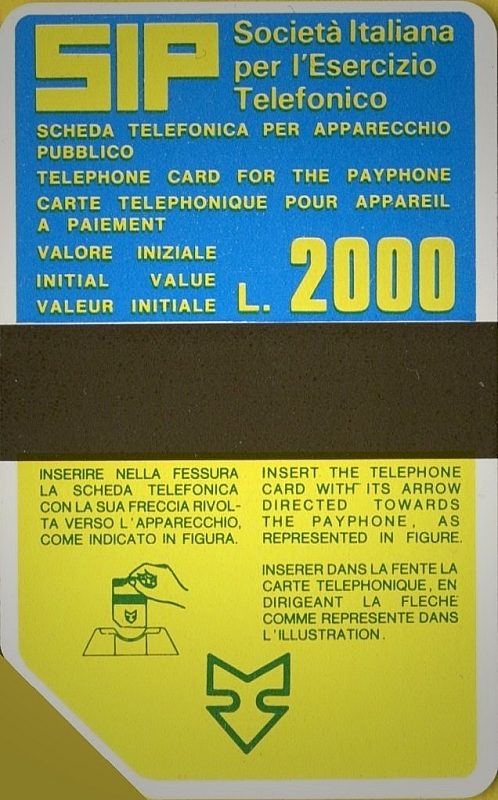 SIP
Società Italiana
per l'Esercizio
Telefonico
SCHEDA TELEFONICA PER APPARECCHIO
PUBBLICO
TELEPHONE CARD FOR THE PAYPHONE
CARTE TELEPHONIQUE POUR APPAREIL
A PAIEMENT
VALORE INIZIALE
INITIAL VALUE
VALEUR INITIALE
L. 2000
INSERIRE NELLA FESSURA
LA SCHEDA TELEFONICA
CON LA SUA FRECCIA RIVOL-
TA VERSO L'APPARECCHIO,
COME INDICATO IN FIGURA.
INSERT THE TELEPHONE
CARD WITH ITS ARROW
DIRECTED TOWARDS
THE PAYPHONE, AS
REPRESENTED IN FIGURE.
INSERER DANS LA FENTE LA
CARTE TELEPHONIQUE, EN
DIRIGEANT LA FLECHE
COMME REPRESENTE DANS
L'ILLUSTRATION.